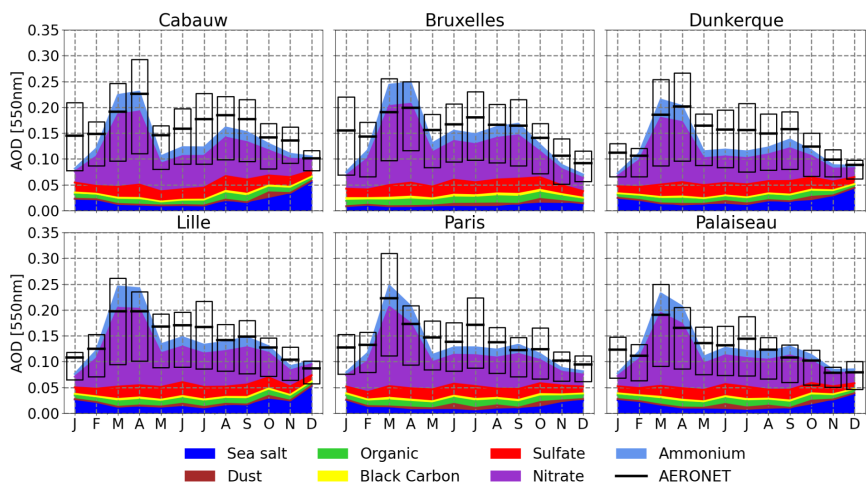 Cabauw Bruxelles Dunkerque
AOD [550nm]
0.35
0.30
0.25
0.20
0.15
0.10
0.05
0.00
Lille Paris Palaiseau
AOD [550nm]
0.35
0.30
0.25
0.20
0.15
0.10
0.05
0.00
J F M A M J J A S O N D J F M A M J J A S O N D J F M A M J J A S O N D
Sea salt Organic Sulfate Ammonium
Dust Black Carbon Nitrate AERONET